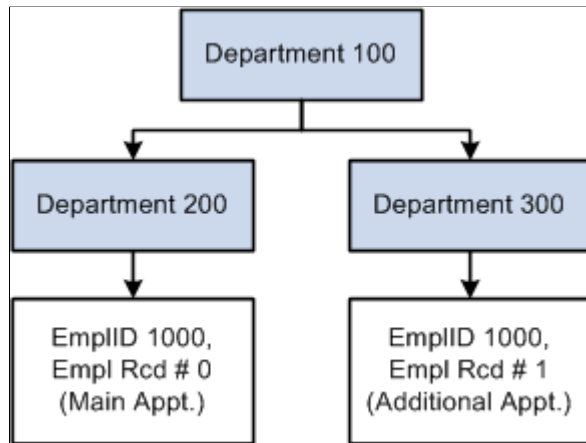 Department 100
Department 200
Department 300
EmplID 1000,
Empl Rcd # 0
(Main Appt.)
EmplID 1000,
Empl Rcd # 1
(Additional Appt.)